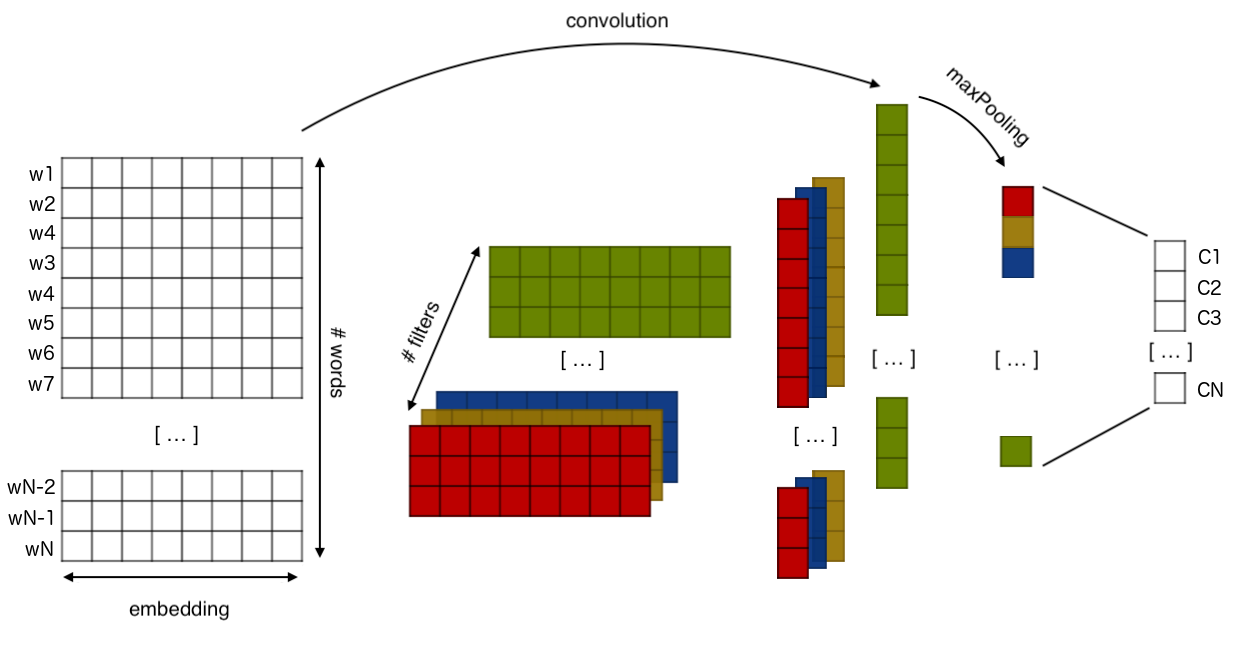 convolution
maxPooling
w1
w2
w4
w3
w4
w5
w6
w7
[ ... ]
wN-2
wN-1
wN
# words
embedding
# filters
[ ... ]
[ ... ]
[ ... ]
[ ... ]
C1
C2
C3
[ ... ]
CN